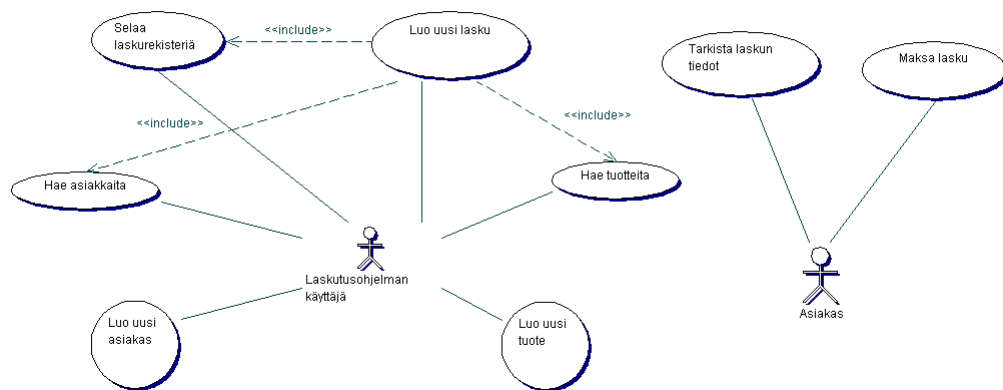 Selaa
laskurekisteriä
<<include>>
Luo uusi lasku
Tarkista laskun
tiedot
Maksa lasku
<<include>>
<<include>>
Hae asiakkaita
Hae tuotteita
Laskutusohjelman
käyttäjä
Asiakas
Luo uusi
asiakas
Luo uusi
tuote